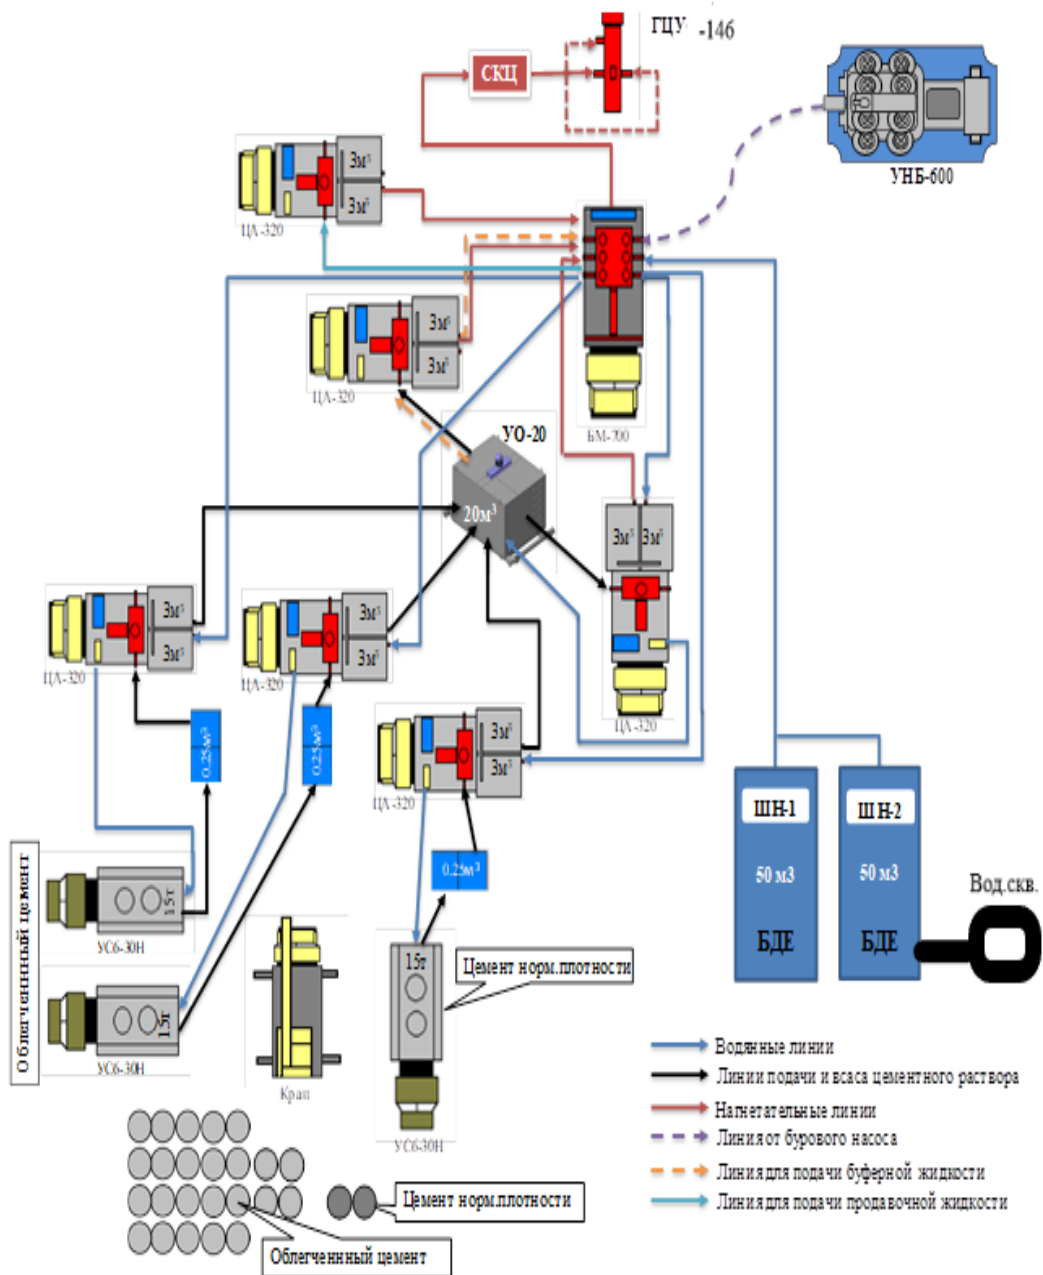 ГЦУ -146
СКЦ
УНБ-600
3м³
3м³
ЦА-320
3м³
3м³
ЦА-320
БМ-700
УО-20
20м³
3м³ 3м³
ЦА-320
3м³
3м³
ЦА-320
3м³
3м³
ЦА-320
3м³
3м³
ЦА-320
0.25м³
0.25м³
0.25м³
ШН-1
50 м3
БДЕ
ШН-2
50 м3
БДЕ
Вод.скв.
Облегченный цемент
15т
УС6-30Н
15т
УС6-30Н
Кран
15т
УС6-30Н
Цемент норм.плотности
Водянные линии
Линии подачи и всаса цементного раствора
Нагнетательные линии
Линия от бурового насоса
Линия для подачи буферной жидкости
Линия для подачи продавочной жидкости
Цемент норм.плотности
Облегченнный цемент